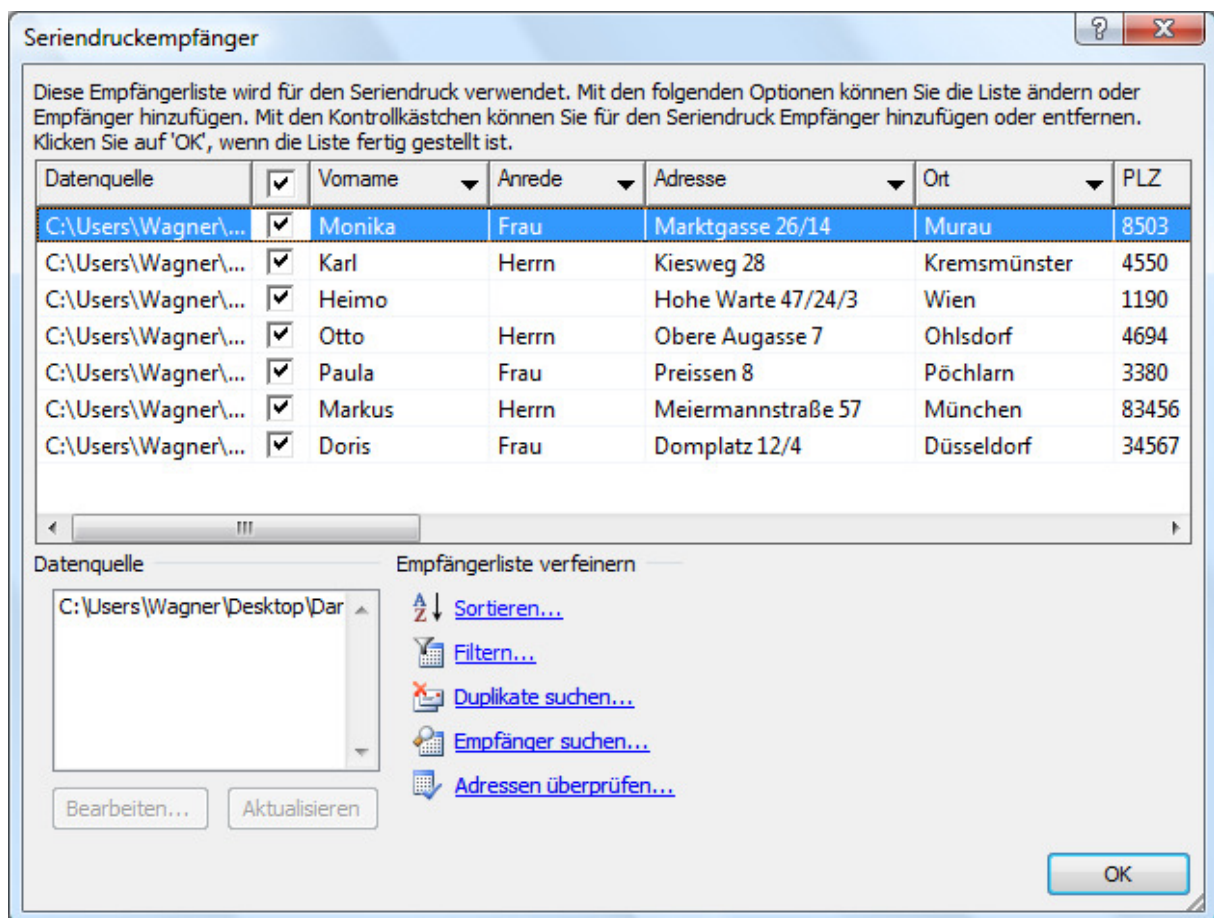 Seriendruckempfänger
Diese Empfängerliste wird für den Seriendruck verwendet. Mit den folgenden Optionen können Sie die Liste ändern oder
Empfänger hinzufügen. Mit den Kontrollkästchen können Sie für den Seriendruck Empfänger hinzufügen oder entfernen.
Klicken Sie auf 'OK', wenn die Liste fertig gestellt ist.
Datenquelle Vorname Anrede Adresse Ort PLZ
C:\Users\Wagner\... Monika Frau Marktgasse 26/14 Murau 8503
C:\Users\Wagner\... Karl Herrn Kiesweg 28 Kremsmünster 4550
C:\Users\Wagner\... Heimo Hohe Warte 47/24/3 Wien 1190
C:\Users\Wagner\... Otto Herrn Obere Augasse 7 Ohlsdorf 4694
C:\Users\Wagner\... Paula Frau Preissen 8 Pöchlarn 3380
C:\Users\Wagner\... Markus Herrn Meiermannstraße 57 München 83456
C:\Users\Wagner\... Doris Frau Domplatz 12/4 Düsseldorf 34567
Datenquelle
C:\Users\Wagner\Desktop\Dar
Bearbeiten... Aktualisieren
Empfängerliste verfeinern
Sortieren...
Filtern...
Duplikate suchen...
Empfänger suchen...
Adressen überprüfen...
OK